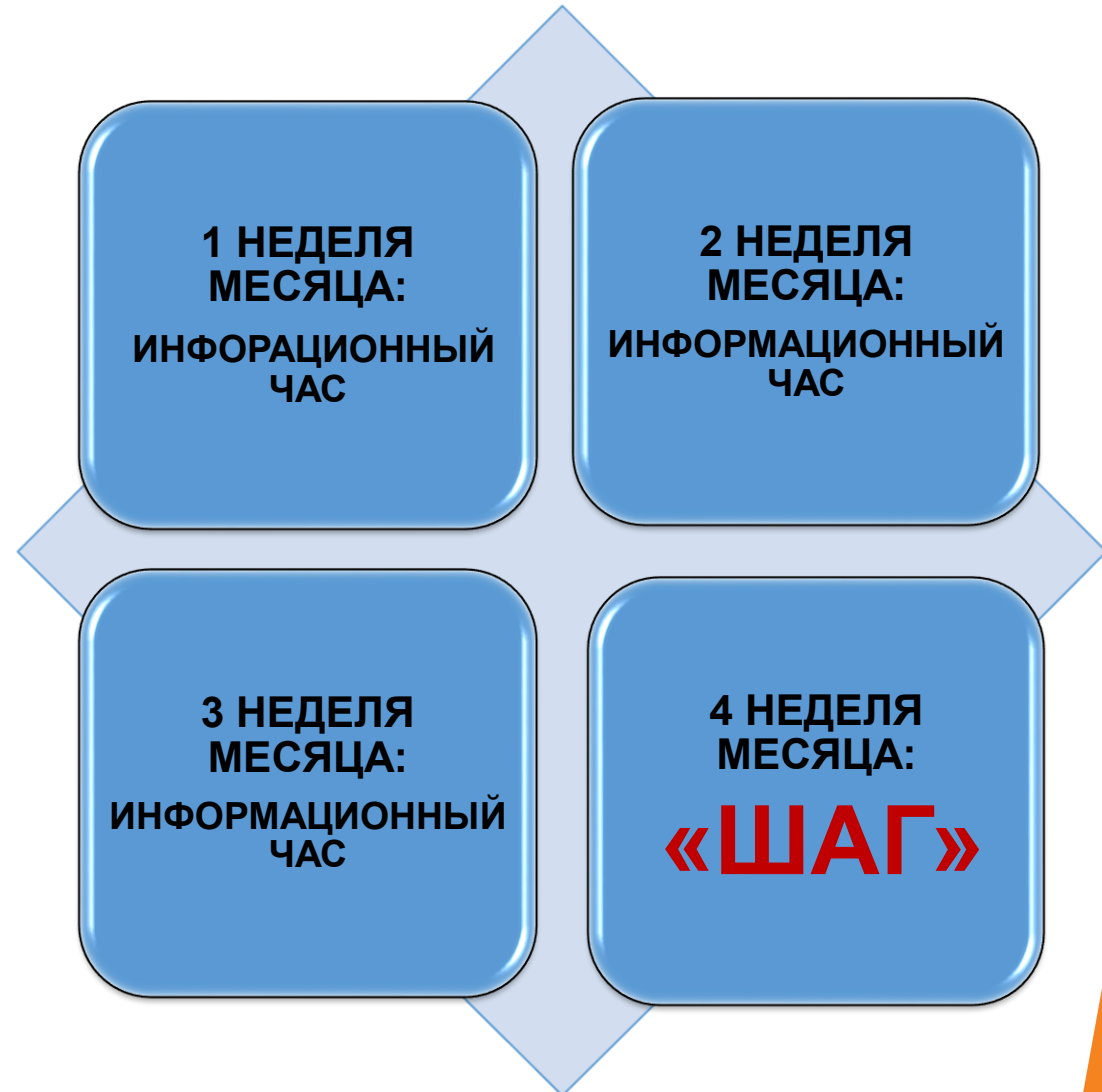 1 НЕДЕЛЯ
МЕСЯЦА:
ИНФОРАЦИОННЫЙ
ЧАС
2 НЕДЕЛЯ
МЕСЯЦА:
ИНФОРМАЦИОННЫЙ
ЧАС
3 НЕДЕЛЯ
МЕСЯЦА:
ИНФОРМАЦИОННЫЙ
ЧАС
4 НЕДЕЛЯ
МЕСЯЦА:
«ШАГ»